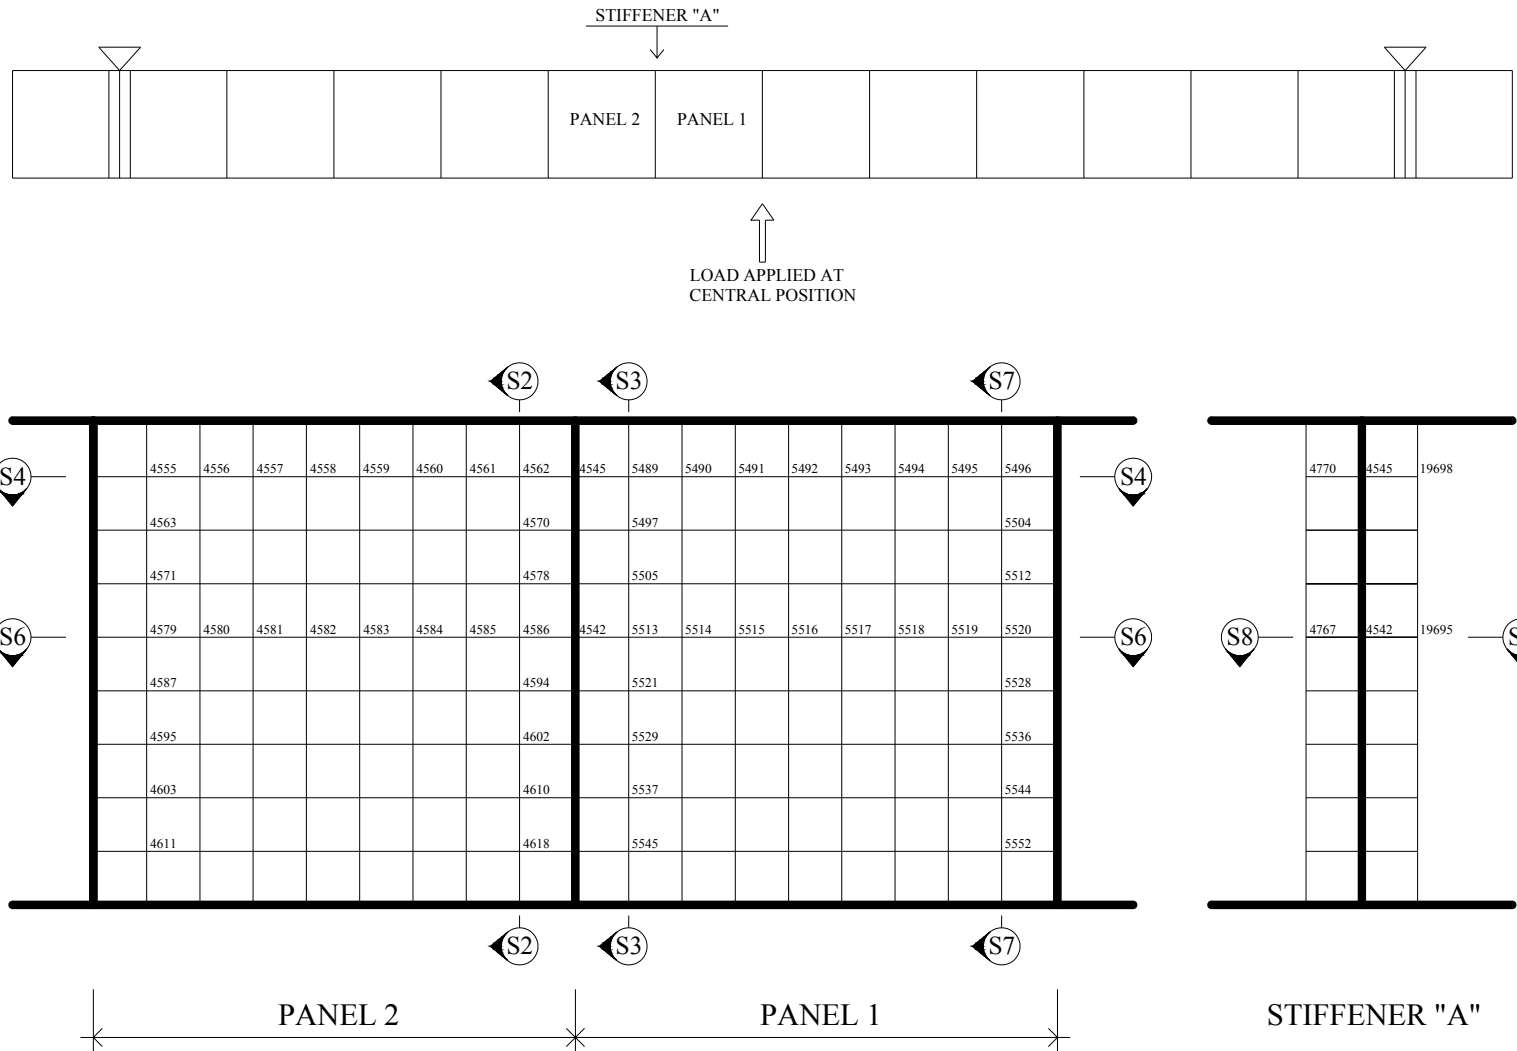 STIFFENER "A"
PANEL 2 PANEL 1
LOAD APPLIED AT
CENTRAL POSITION
S2 S3 S7
S4 4555 4556 4557 4558 4559 4560 4561 4562 4545 5489 5490 5491 5492 5493 5494 5495 5496 S4 4770 4545 19698
4563 4570 5497 5504
4571 4578 5505 5512
S6 4579 4580 4581 4582 4583 4584 4585 4586 4542 5513 5514 5515 5516 5517 5518 5519 5520 S6 S8 4767 4542 19695
4587 4594 5521 5528
4595 4602 5529 5536
4603 4610 5537 5544
4611 4618 5545 5552
S2 S3 S7
PANEL 2 PANEL 1 STIFFENER "A"